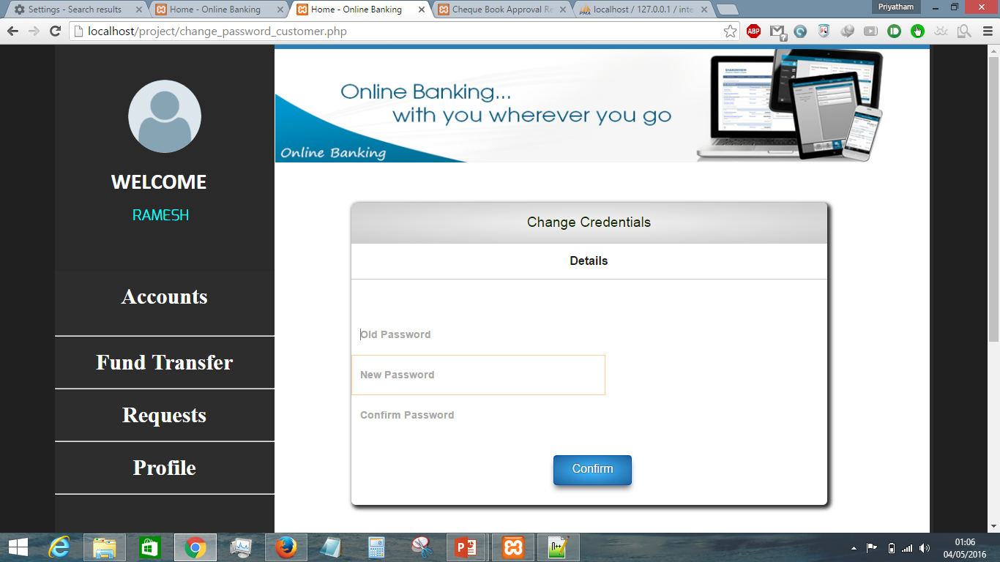 Settings - Search results
Home - Online Banking
Home - Online Banking
Cheque Book Approval Re
localhost / 127.0.0.1 / inte
Priyatham
localhost/project/change_password_customer.php
ABP
Online Banking...
with you wherever you go
Online Banking
WELCOME
RAMESH
Accounts
Fund Transfer
Requests
Profile
Change Credentials
Details
Old Password
New Password
Confirm Password
Confirm
01:06
04/05/2016